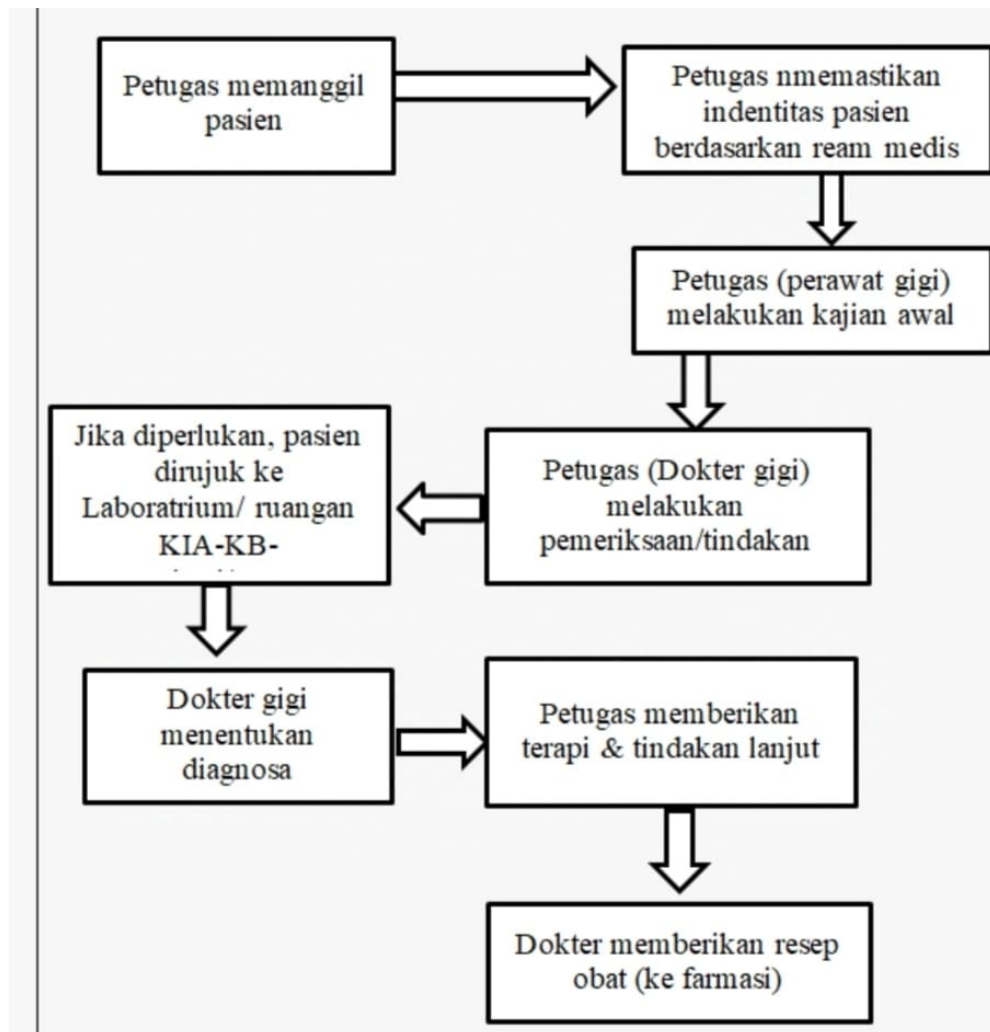 Petugas memanggil
pasien
Petugas nmemastikan
indentitas pasien
berdasarkan ream medis
Petugas (perawat gigi)
melakukan kajian awal
Petugas (Dokter gigi)
melakukan
pemeriksaan/tindakan
Jika diperlukan, pasien
dirujuk ke
Laboratrium/ ruangan
KIA-KB-
Dokter gigi
menentukan
diagnosa
Petugas memberikan
terapi & tindakan lanjut
Dokter memberikan resep
obat (ke farmasi)